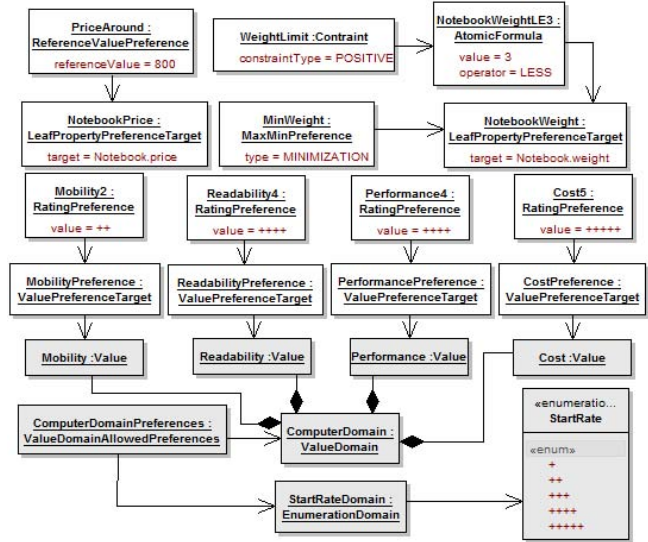 PriceAround :
ReferenceValuePreference
referenceValue = 800
WeightLimit :Contraint
constraintType = POSITIVE
NotebookWeightLE3 :
AtomicFormula
value = 3
operator = LESS
NotebookPrice :
LeafPropertyPreferenceTarget
target = Notebook.price
MinWeight :
MaxMinPreference
type = MINIMIZATION
NotebookWeight :
LeafPropertyPreferenceTarget
target = Notebook.weight
Mobility2 :
RatingPreference
value = ++
Readability4 :
RatingPreference
value = ++++
Performance4 :
RatingPreference
value = ++++
Cost5 :
RatingPreference
value = +++++
MobilityPreference :
ValuePreferenceTarget
ReadabilityPreference :
ValuePreferenceTarget
PerformancePreference :
ValuePreferenceTarget
CostPreference :
ValuePreferenceTarget
Mobility :Value
Readability :Value
Performance :Value
Cost :Value
ComputerDomainPreferences :
ValueDomainAllowedPreferences
ComputerDomain :
ValueDomain
«enumeratio...
StartRate
«enum»
+
++
+++
++++
+++++
StartRateDomain :
EnumerationDomain